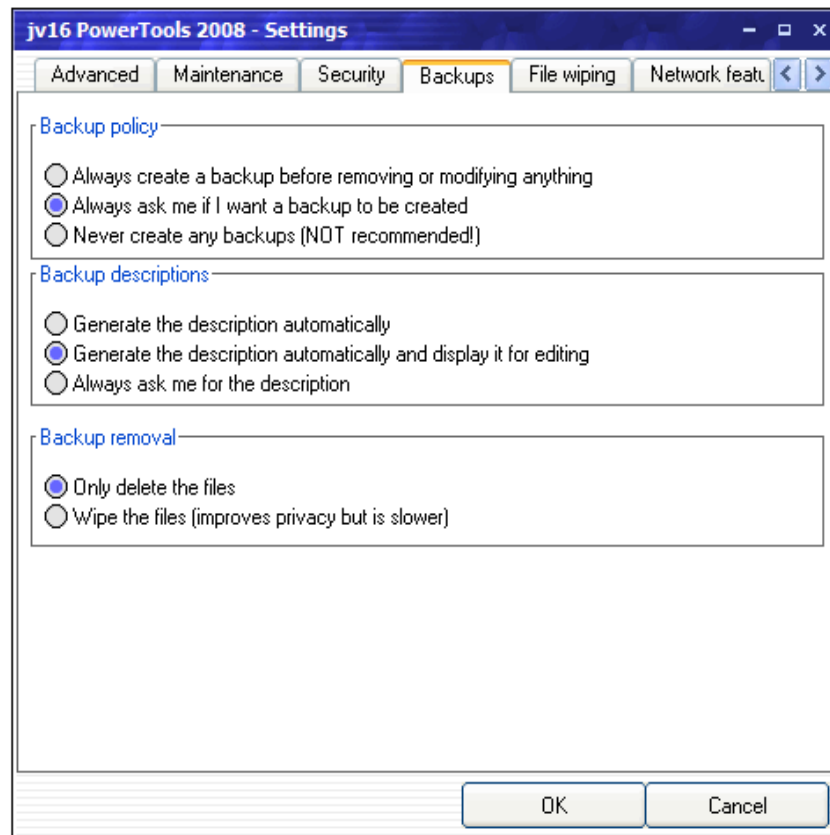 jv16 PowerTools 2008 - Settings
Advanced Maintenance Security Backups File wiping Network featu
Backup policy
Always create a backup before removing or modifying anything
Always ask me if I want a backup to be created
Never create any backups (NOT recommended!)
Backup descriptions
Generate the description automatically
Generate the description automatically and display it for editing
Always ask me for the description
Backup removal
Only delete the files
Wipe the files (improves privacy but is slower)
OK Cancel